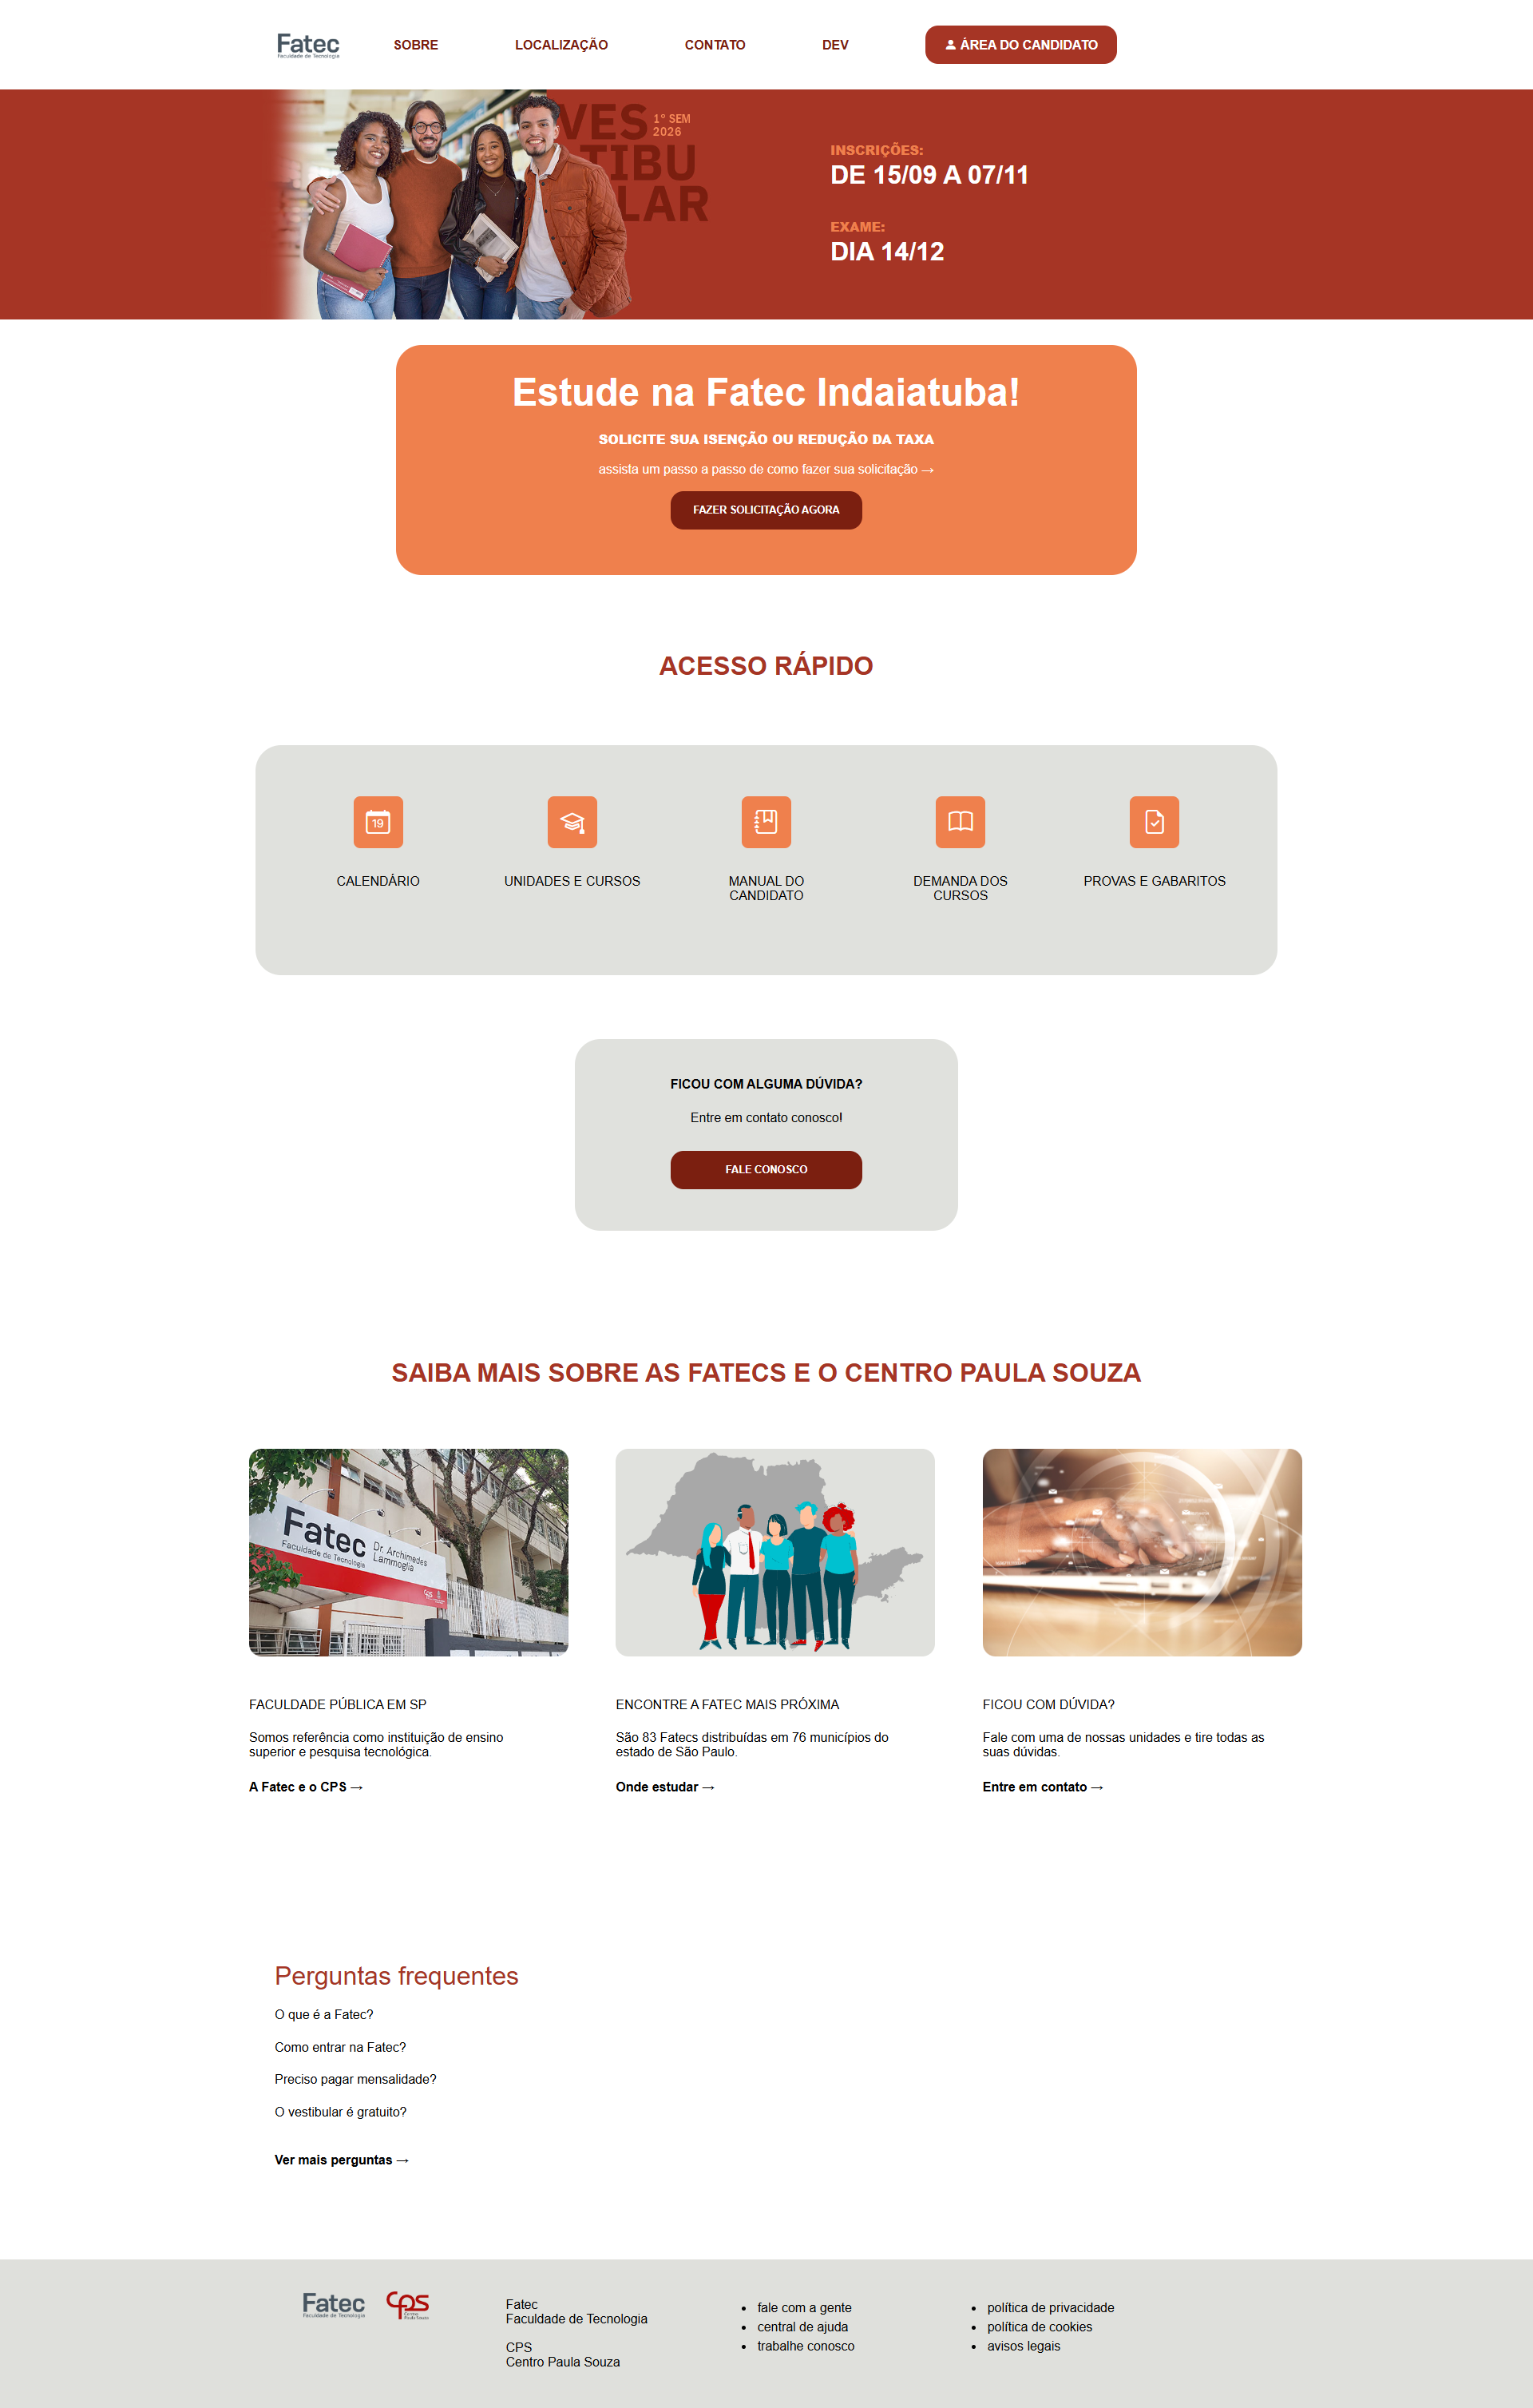 Fatec
Faculdade de Tecnologia
SOBRE
LOCALIZAÇÃO
CONTATO
DEV
ÁREA DO CANDIDATO
VES
TIBU
LAR
1º SEM
2026
INSCRIÇÕES:
DE 15/09 A 07/11
EXAME:
DIA 14/12
Estude na Fatec Indaiatuba!
SOLICITE SUA ISENÇÃO OU REDUÇÃO DA TAXA
assista um passo a passo de como fazer sua solicitação →
FAZER SOLICITAÇÃO AGORA
ACESSO RÁPIDO
19
CALENDÁRIO
UNIDADES E CURSOS
MANUAL DO
CANDIDATO
DEMANDA DOS
CURSOS
PROVAS E GABARITOS
FICOU COM ALGUMA DÚVIDA?
Entre em contato conosco!
FALE CONOSCO
SAIBA MAIS SOBRE AS FATECS E O CENTRO PAULA SOUZA
Fatec
Faculdade de Tecnologia
Dr. Archimedes
Lammoglia
cps
FACULDADE PÚBLICA EM SP
Somos referência como instituição de ensino
superior e pesquisa tecnológica.
A Fatec e o CPS →
ENCONTRE A FATEC MAIS PRÓXIMA
São 83 Fatecs distribuídas em 76 municípios do
estado de São Paulo.
Onde estudar →
FICOU COM DÚVIDA?
Fale com uma de nossas unidades e tire todas as
suas dúvidas.
Entre em contato →
Perguntas frequentes
O que é a Fatec?
Como entrar na Fatec?
Preciso pagar mensalidade?
O vestibular é gratuito?
Ver mais perguntas →
Fatec
Faculdade de Tecnologia
cps
Centro
Paula Souza
Fatec
Faculdade de Tecnologia
CPS
Centro Paula Souza
• fale com a gente
• central de ajuda
• trabalhe conosco
• política de privacidade
• política de cookies
• avisos legais